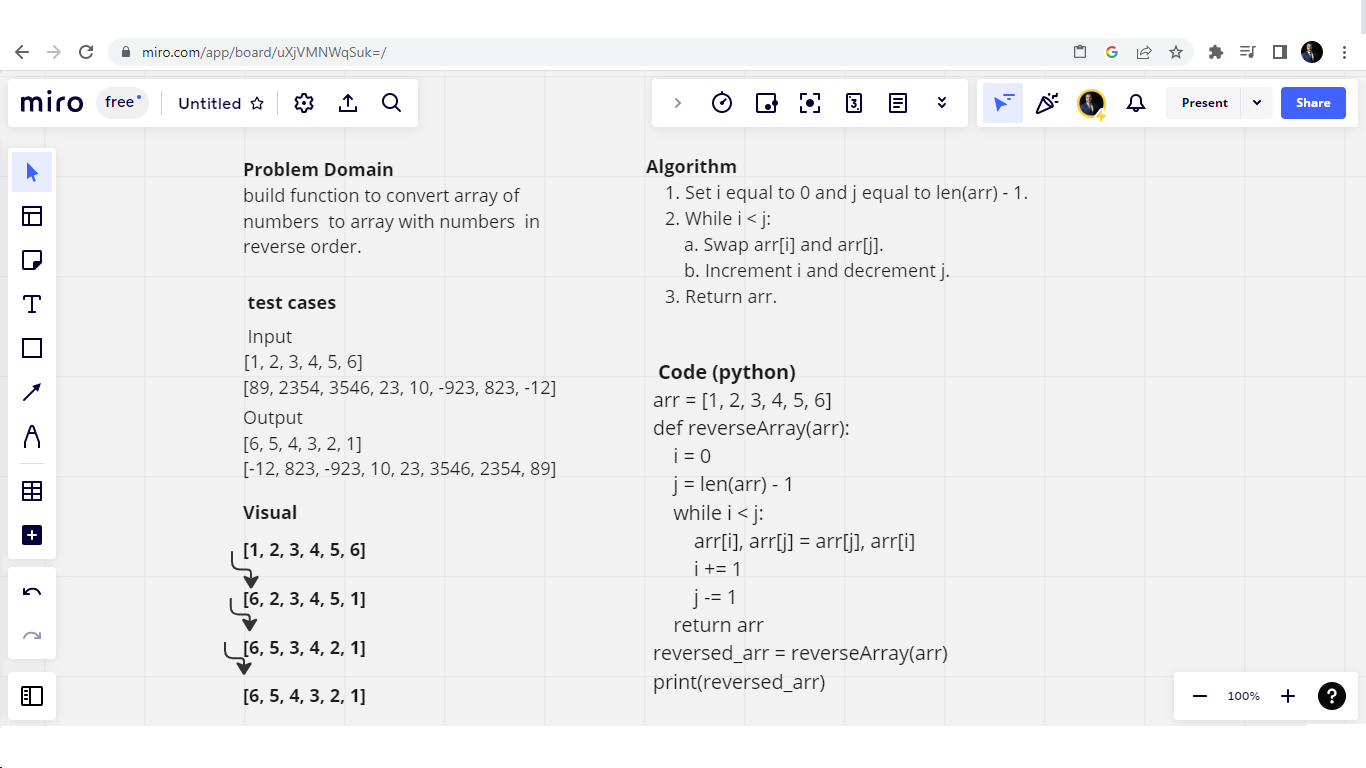 miro.com/app/board/uXjVMNWqSuk=/
miro
free
Untitled
3
Present
Share
Problem Domain
build function to convert array of
numbers  to array with numbers  in
reverse order.
test cases
Input
[1, 2, 3, 4, 5, 6]
[89, 2354, 3546, 23, 10, -923, 823, -12]
Output
[6, 5, 4, 3, 2, 1]
[-12, 823, -923, 10, 23, 3546, 2354, 89]
Visual
[1, 2, 3, 4, 5, 6]
[6, 2, 3, 4, 5, 1]
[6, 5, 3, 4, 2, 1]
[6, 5, 4, 3, 2, 1]
Algorithm
1. Set i equal to 0 and j equal to len(arr) - 1.
2. While i < j:
a. Swap arr[i] and arr[j].
b. Increment i and decrement j.
3. Return arr.
Code (python)
arr = [1, 2, 3, 4, 5, 6]
def reverseArray(arr):
i = 0
j = len(arr) - 1
while i < j:
arr[i], arr[j] = arr[j], arr[i]
i += 1
j -= 1
return arr
reversed_arr = reverseArray(arr)
print(reversed_arr)
100%